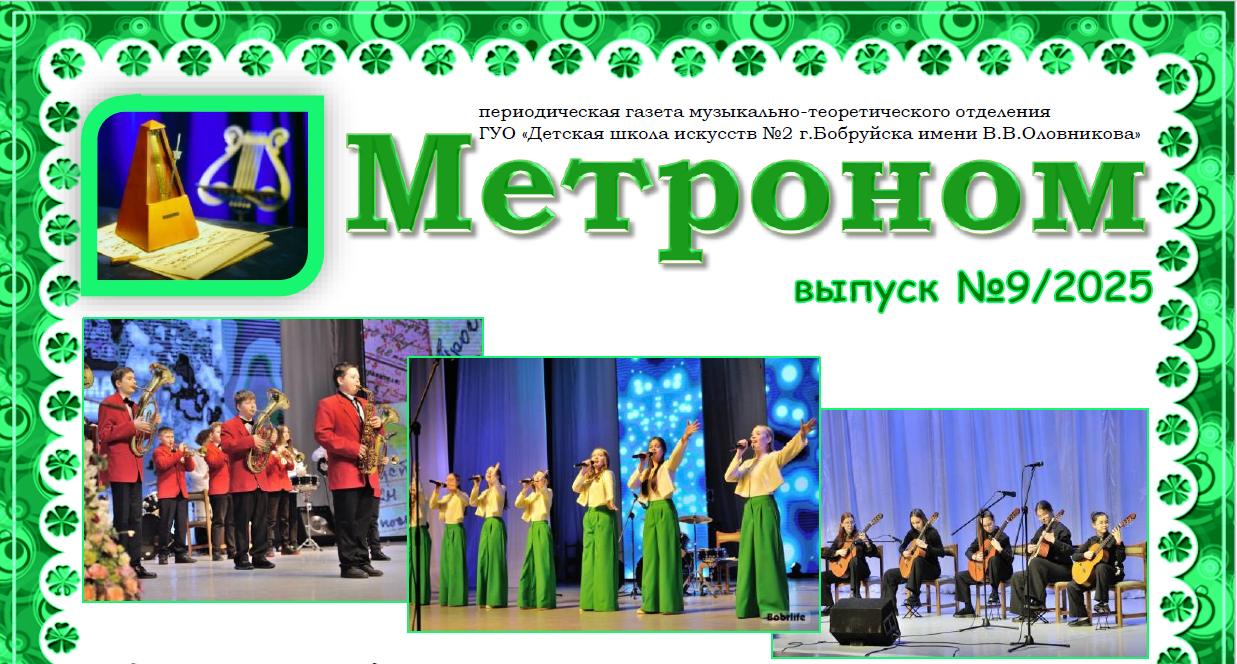 периодическая газета музыкально-теоретического отделения
ГУО «Детская школа искусств №2 г.Бобруйска имени В.В.Оловникова»
Метроном
выпуск №9/2025
Bobrlife